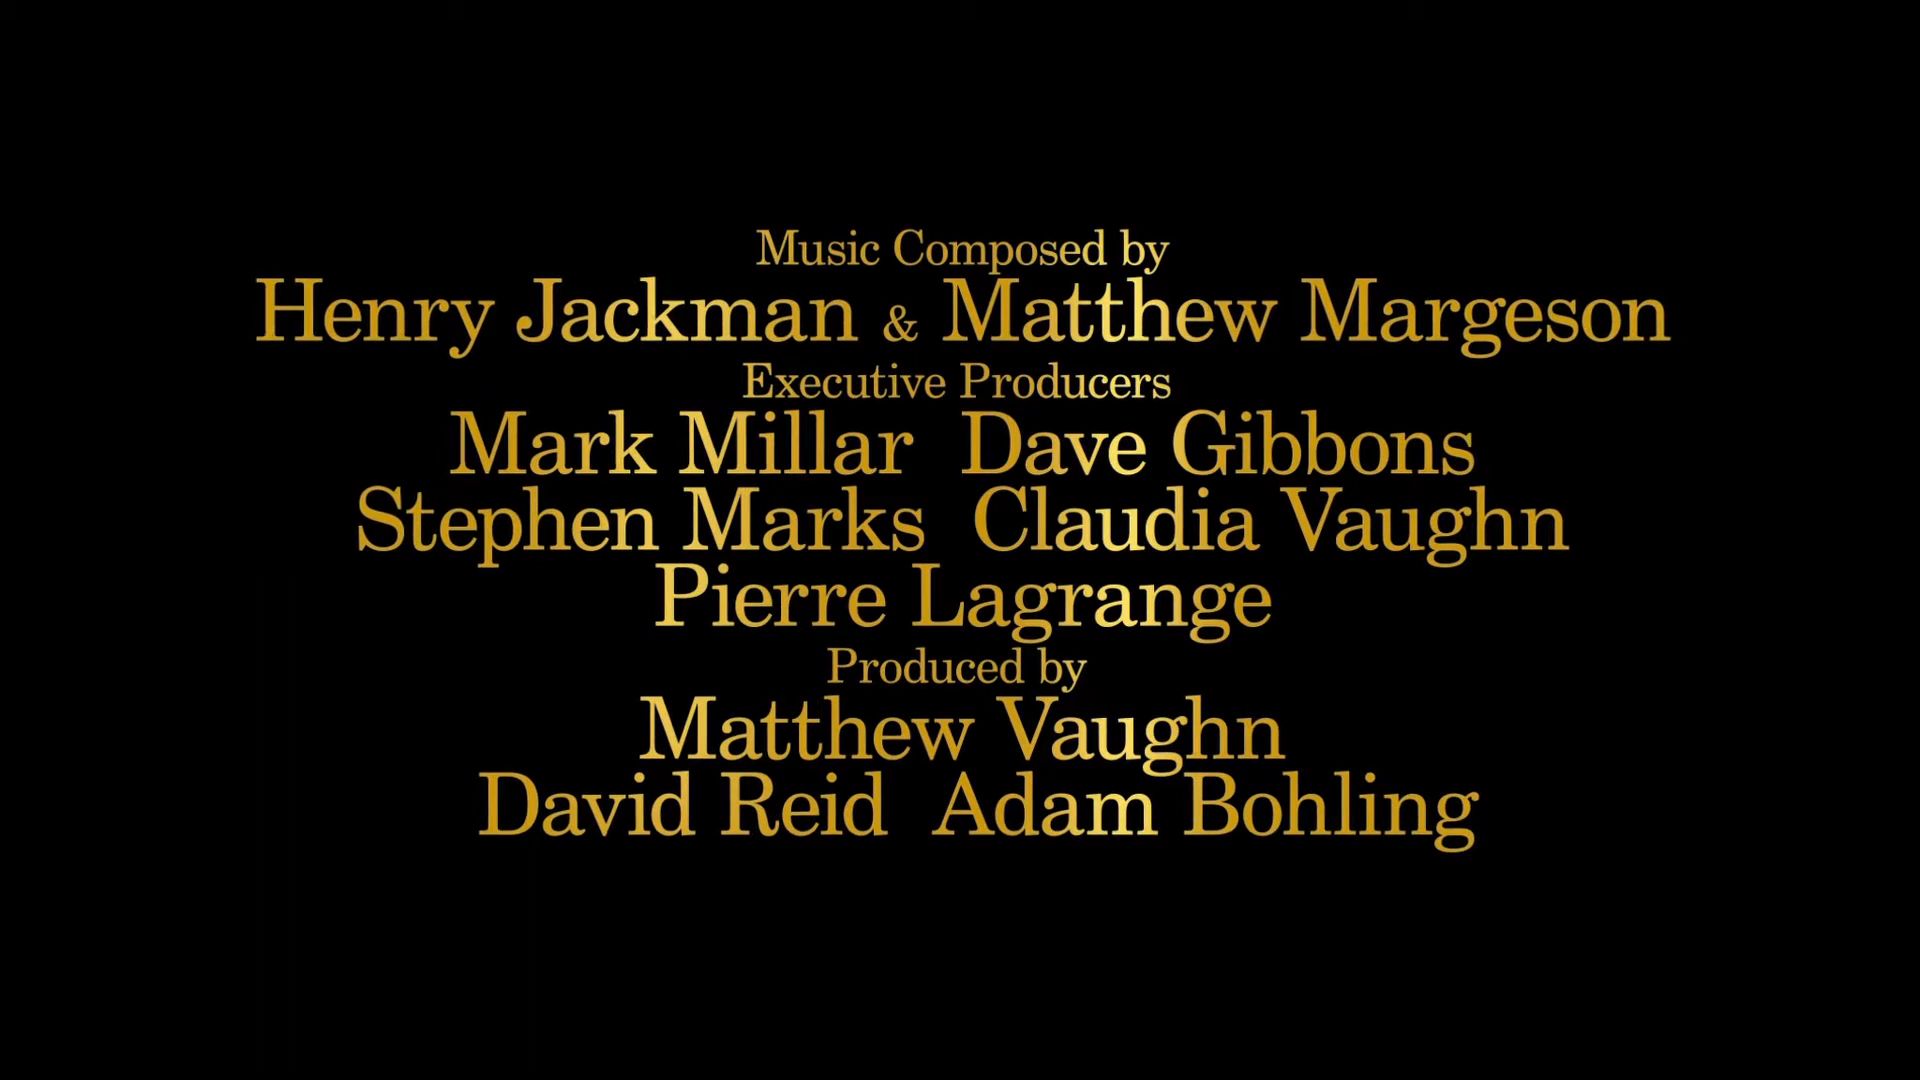 Music Composed by
Henry Jackman & Matthew Margeson
Executive Producers
Mark Millar  Dave Gibbons
Stephen Marks  Claudia Vaughn
Pierre Lagrange
Produced by
Matthew Vaughn
David Reid  Adam Bohling